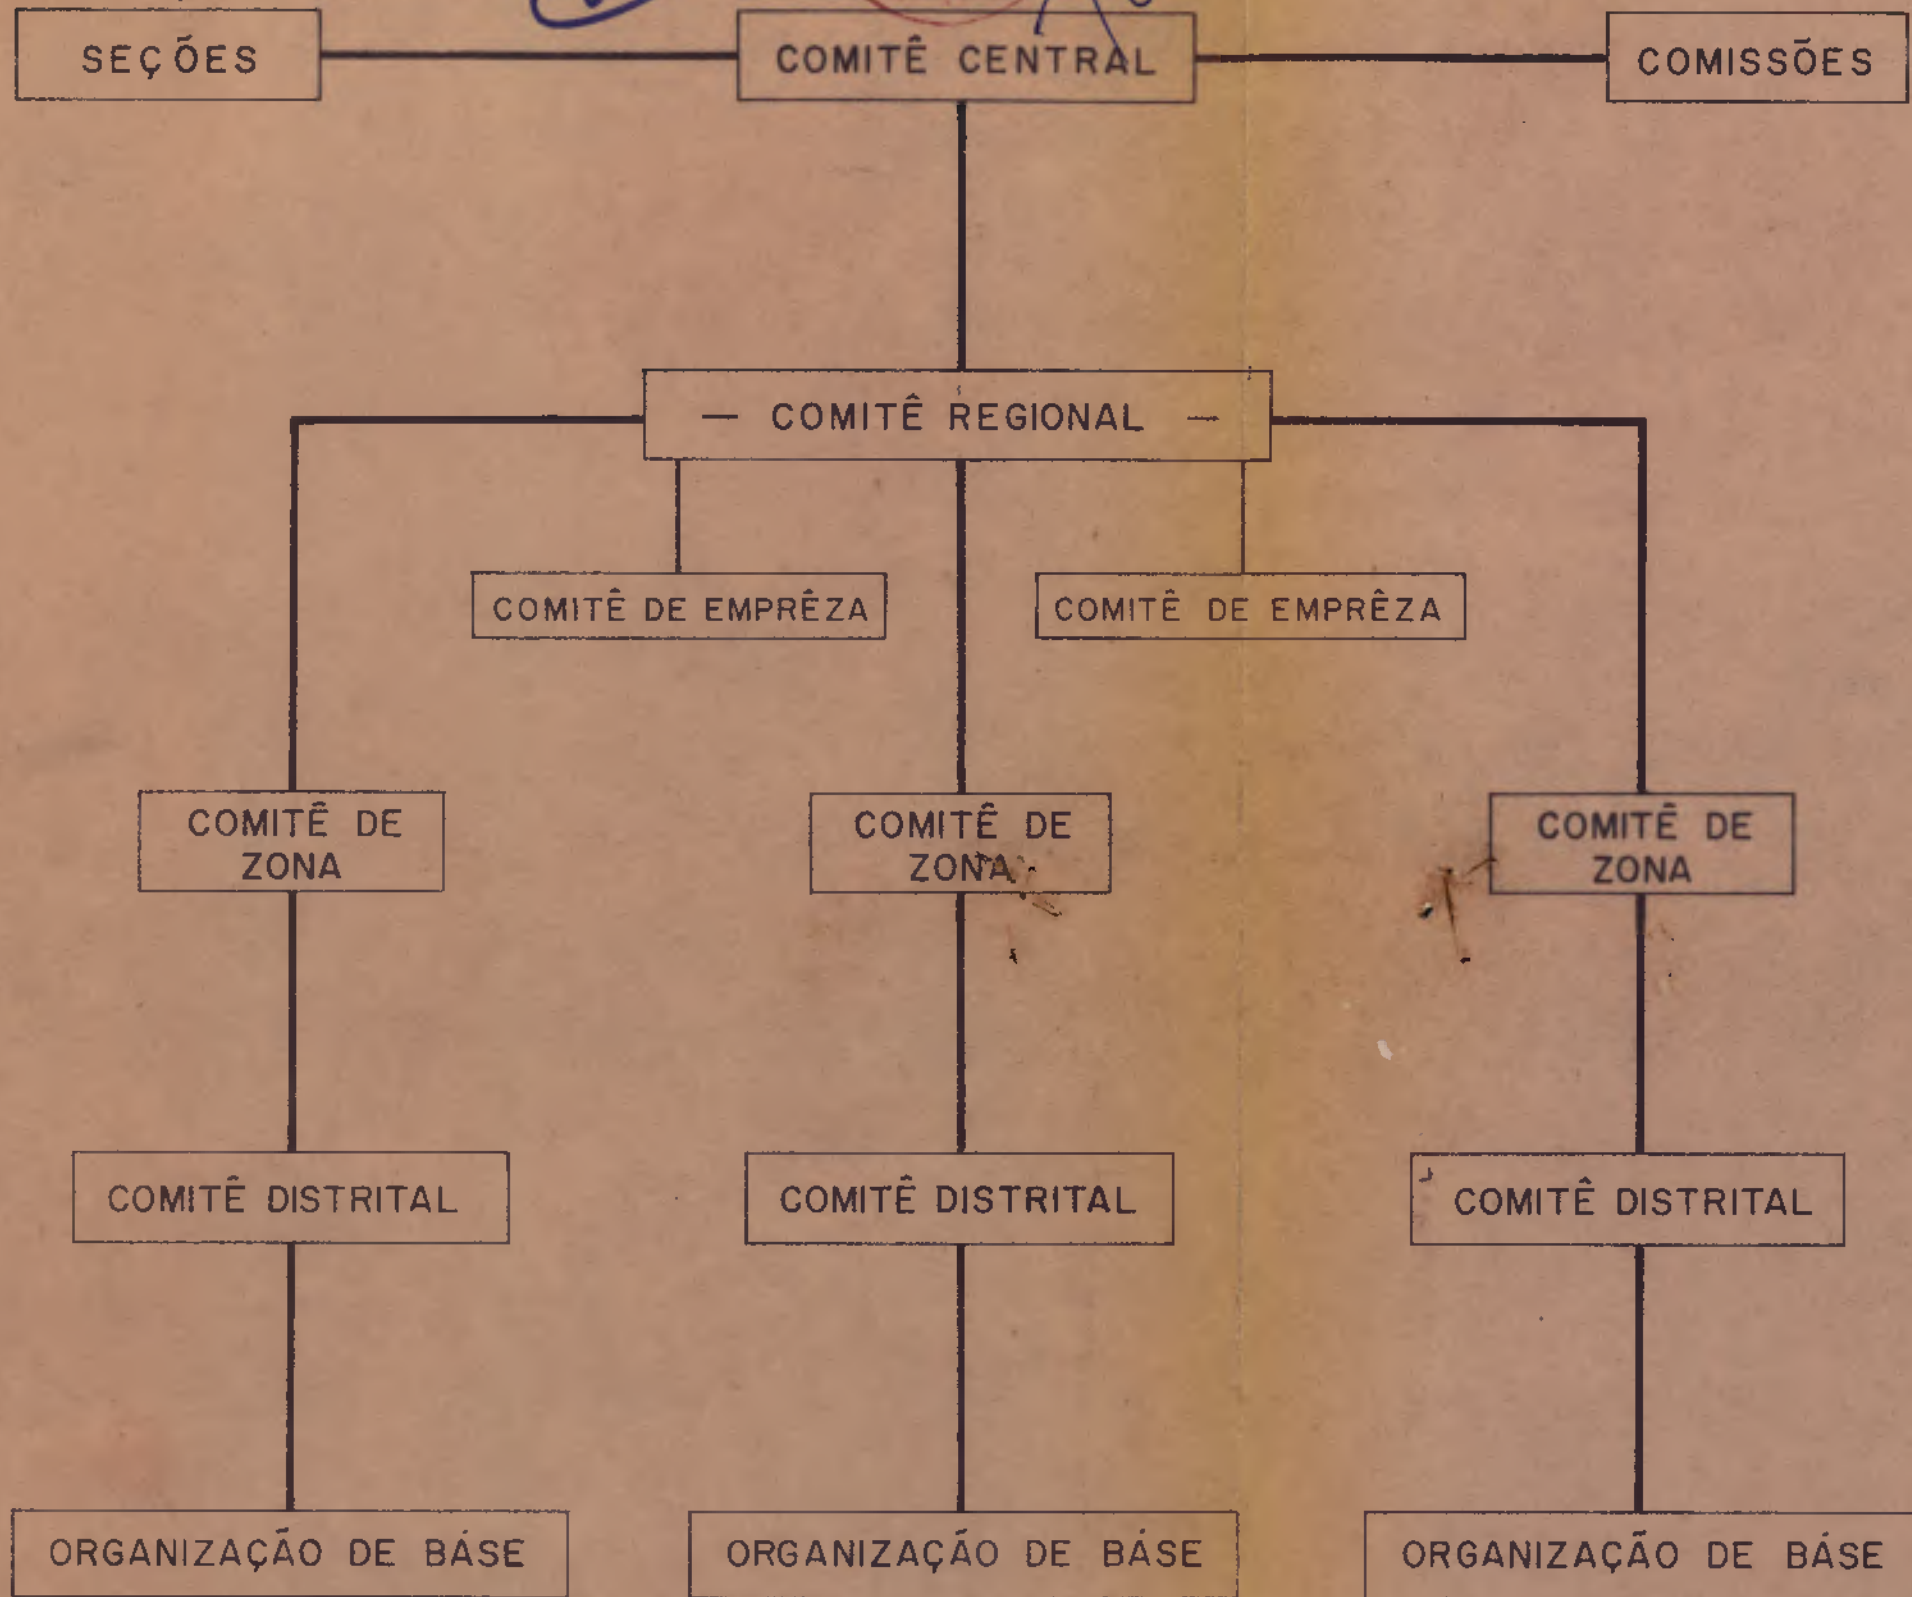 SEÇÕES
COMITÊ CENTRAL
COMISSÕES
— COMITÊ REGIONAL —
COMITÊ DE EMPRÊZA
COMITÊ DE EMPRÊZA
COMITÊ DE
ZONA
COMITÊ DE
ZONA
COMITÊ DE
ZONA
COMITÊ DISTRITAL
COMITÊ DISTRITAL
COMITÊ DISTRITAL
ORGANIZAÇÃO DE BÁSE
ORGANIZAÇÃO DE BÁSE
ORGANIZAÇÃO DE BÁSE